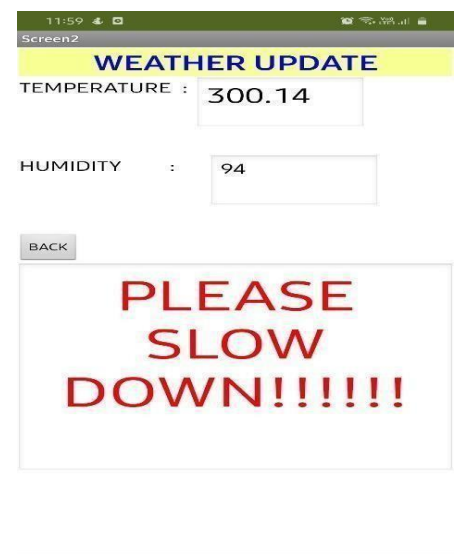 11:59
Screen2
WEATHER UPDATE
TEMPERATURE : 300.14
HUMIDITY : 94
BACK
PLEASE
SLOW
DOWN!!!!!!